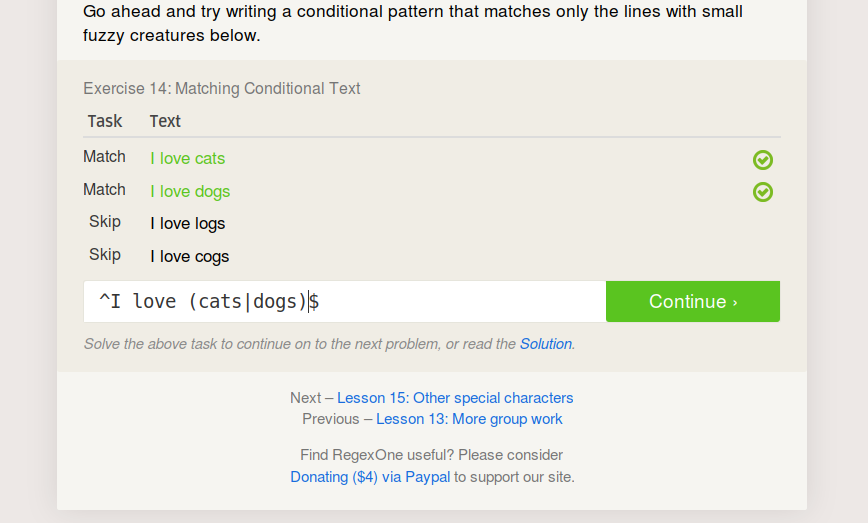 Go ahead and try writing a conditional pattern that matches only the lines with small
fuzzy creatures below.
Exercise 14: Matching Conditional Text
Task Text
Match I love cats
Match I love dogs
Skip I love logs
Skip I love cogs
^I love (cats|dogs)$
Continue ›
Solve the above task to continue on to the next problem, or read the Solution.
Next – Lesson 15: Other special characters
Previous – Lesson 13: More group work
Find RegexOne useful? Please consider
Donating ($4) via Paypal to support our site.